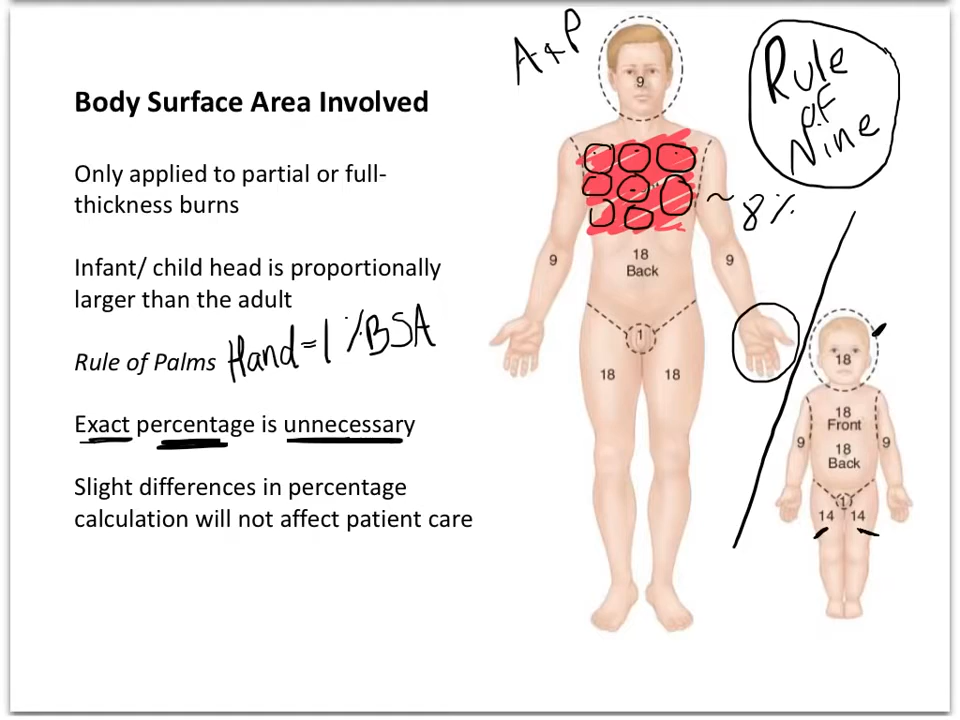 Body Surface Area Involved
Only applied to partial or full-
thickness burns
Infant/ child head is proportionally
larger than the adult
Rule of Palms Hand = 1 % BSA
Exact percentage is unnecessary
Slight differences in percentage
calculation will not affect patient care
A + P
9
Rule
of
Nine
~ 8 %
18
Back
9
9
1
18
18
18
18
Front
18
Back
9
9
1
14
14